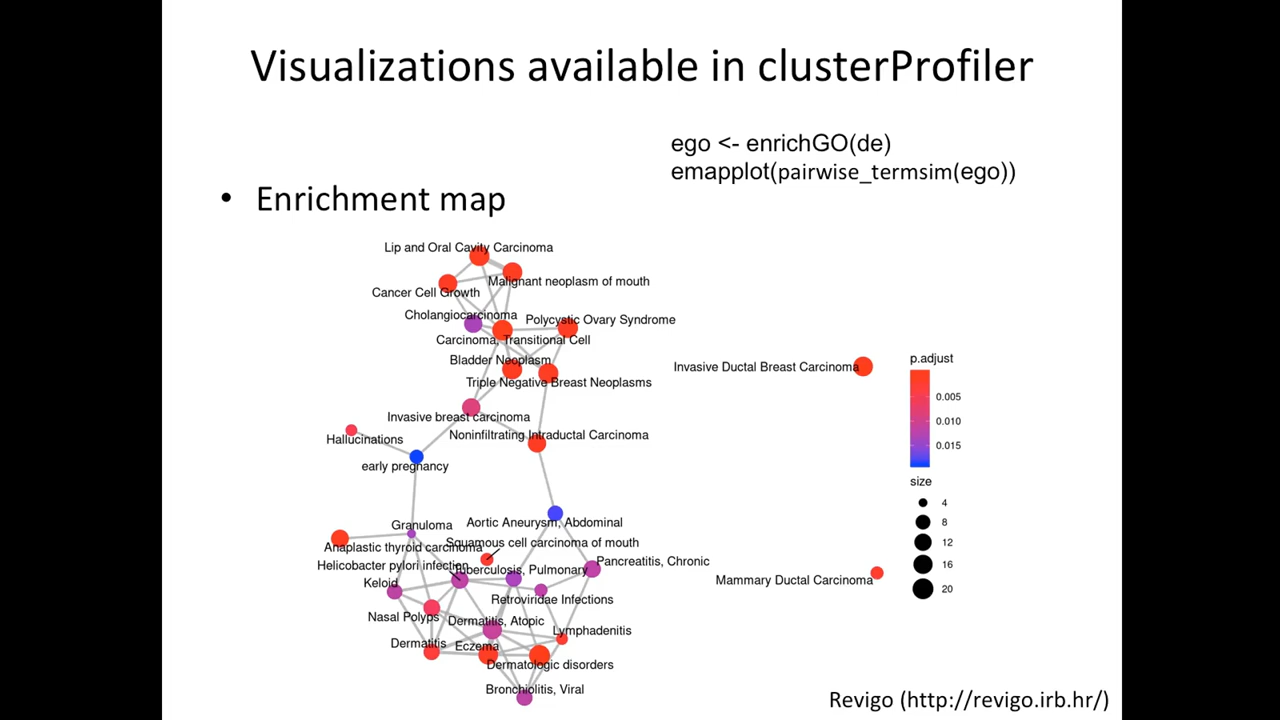 Visualizations available in clusterProfiler
ego <- enrichGO(de)
emapplot(pairwise_termsim(ego))
• Enrichment map
Lip and Oral Cavity Carcinoma
Malignant neoplasm of mouth
Cancer Cell Growth
Cholangiocarcinoma
Polycystic Ovary Syndrome
Carcinoma, Transitional Cell
Bladder Neoplasm
Triple Negative Breast Neoplasms
Invasive Ductal Breast Carcinoma
Invasive breast carcinoma
Noninfiltrating Intraductal Carcinoma
Hallucinations
early pregnancy
Granuloma
Aortic Aneurysm, Abdominal
Anaplastic thyroid carcinoma
Squamous cell carcinoma of mouth
Helicobacter pylori infection
Tuberculosis, Pulmonary
Pancreatitis, Chronic
Keloid
Retroviridae Infections
Mammary Ductal Carcinoma
Nasal Polyps
Dermatitis, Atopic
Lymphadenitis
Dermatitis
Eczema
Dermatologic disorders
Bronchiolitis, Viral
p.adjust
0.005
0.010
0.015
size
4
8
12
16
20
Revigo (http://revigo.irb.hr/)